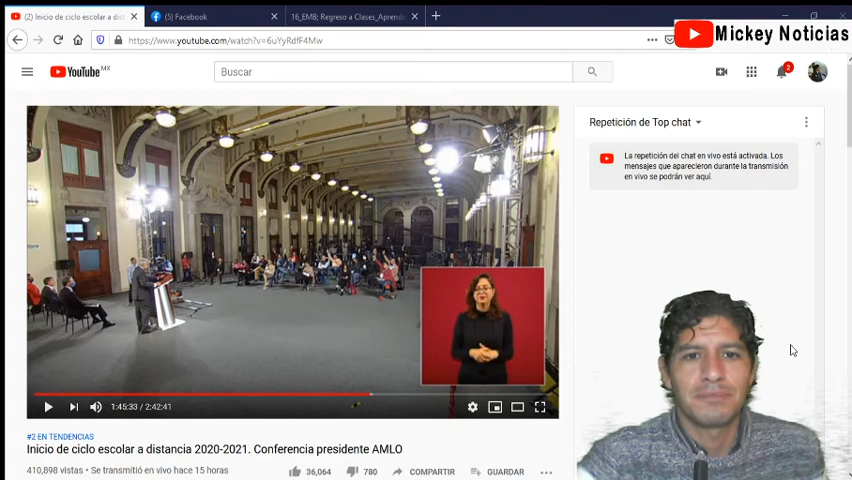 (2) Inicio de ciclo escolar a dist
(5) Facebook
16_EM8; Regreso a Clases_Aprend
Mickey Noticias
https://www.youtube.com/watch?v=6uYyRdfF4Mw
YouTube MX
Buscar
2
Repetición de Top chat
La repetición del chat en vivo está activada. Los
mensajes que aparecieron durante la transmisión
en vivo se podrán ver aquí.
1:45:33 / 2:42:41
#2 EN TENDENCIAS
Inicio de ciclo escolar a distancia 2020-2021. Conferencia presidente AMLO
410,898 vistas • Se transmitió en vivo hace 15 horas
36,064
780
COMPARTIR
GUARDAR